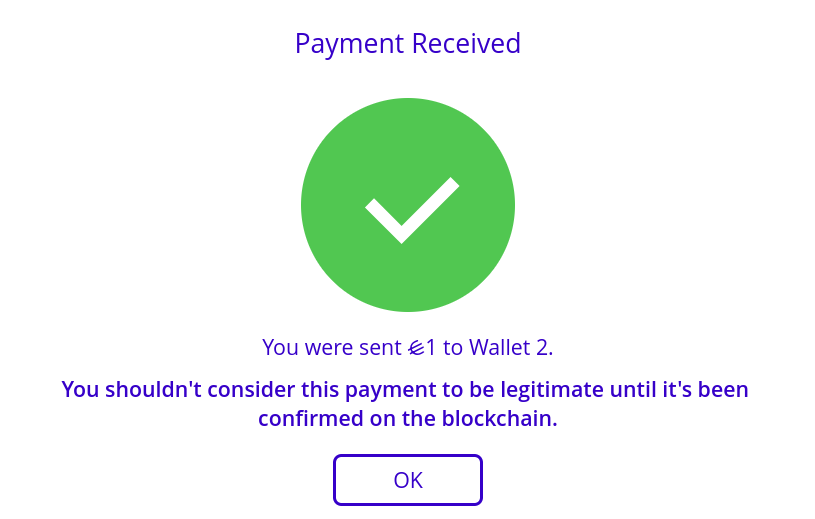 Payment Received
You were sent 1 to Wallet 2.
You shouldn't consider this payment to be legitimate until it's been
confirmed on the blockchain.
OK